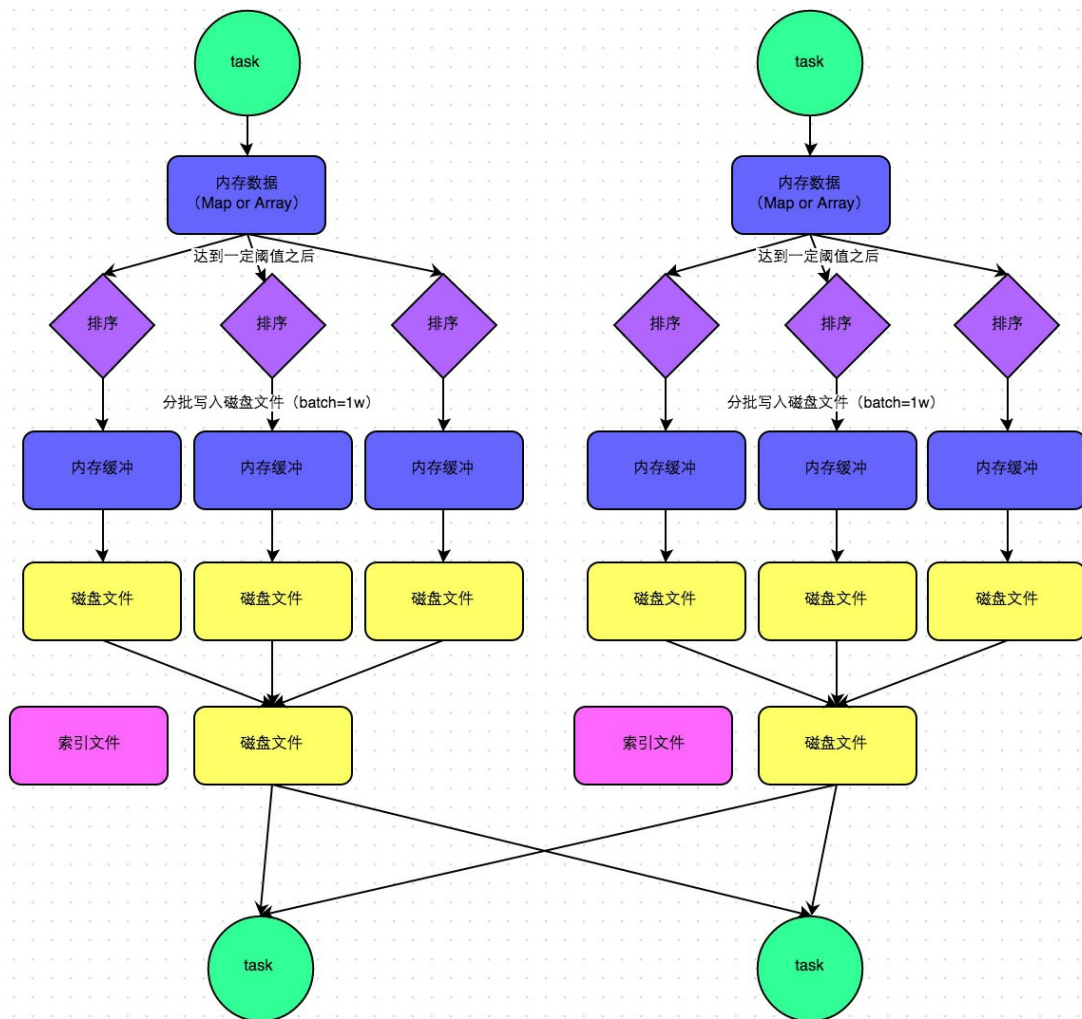 task
task
内存数据
（Map or Array）
内存数据
（Map or Array）
达到一定阈值之后
达到一定阈值之后
排序
排序
排序
排序
排序
排序
分批写入磁盘文件（batch=1w）
分批写入磁盘文件（batch=1w）
内存缓冲
内存缓冲
内存缓冲
内存缓冲
内存缓冲
内存缓冲
磁盘文件
磁盘文件
磁盘文件
磁盘文件
磁盘文件
磁盘文件
索引文件
磁盘文件
索引文件
磁盘文件
task
task